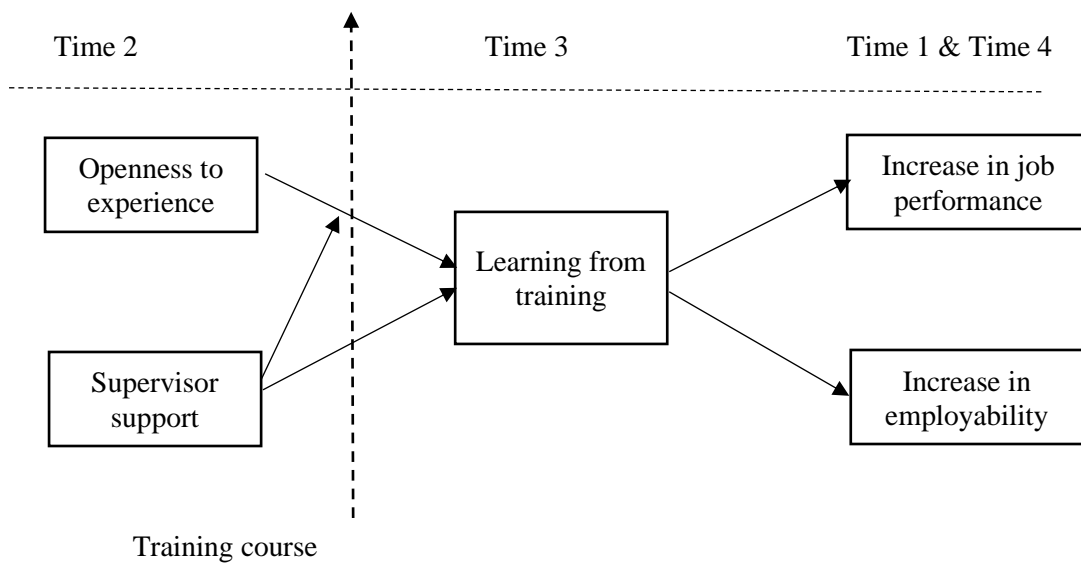 Time 2
Time 3
Time 1 & Time 4
Openness to
experience
Increase in job
performance
Learning from
training
Supervisor
support
Increase in
employability
Training course